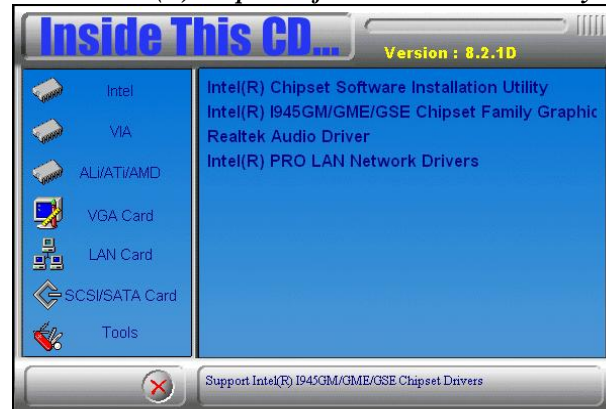 Inside This CD...
Version : 8.2.1D
Intel
VIA
ALi/ATi/AMD
VGA Card
LAN Card
SCSI/SATA Card
Tools
Intel(R) Chipset Software Installation Utility
Intel(R) I945GM/GME/GSE Chipset Family Graphic
Realtek Audio Driver
Intel(R) PRO LAN Network Drivers
Support Intel(R) I945GM/GME/GSE Chipset Drivers